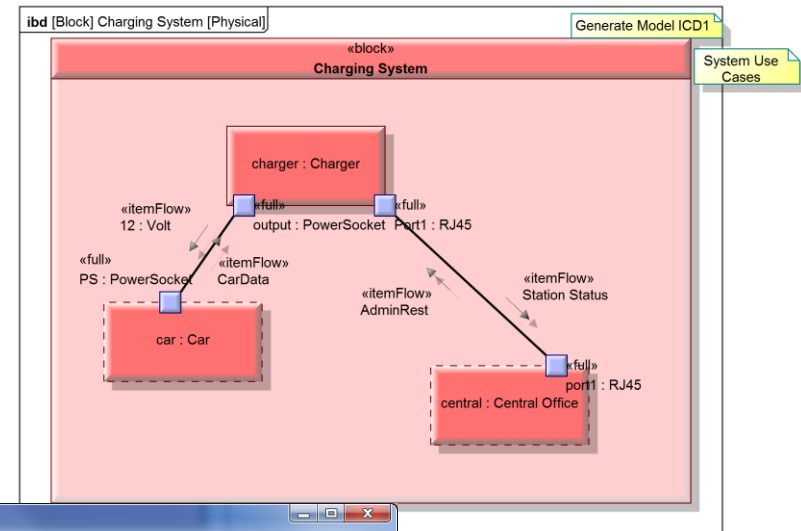 ibd [Block] Charging System [Physical]
Generate Model ICD1
System Use
Cases
«block»
Charging System
charger : Charger
«itemFlow»
12 : Volt
«full»
output : PowerSocket
«full»
Port1 : RJ45
«full»
PS : PowerSocket
«itemFlow»
CarData
«itemFlow»
AdminRest
«itemFlow»
Station Status
car : Car
«full»
port1 : RJ45
central : Central Office